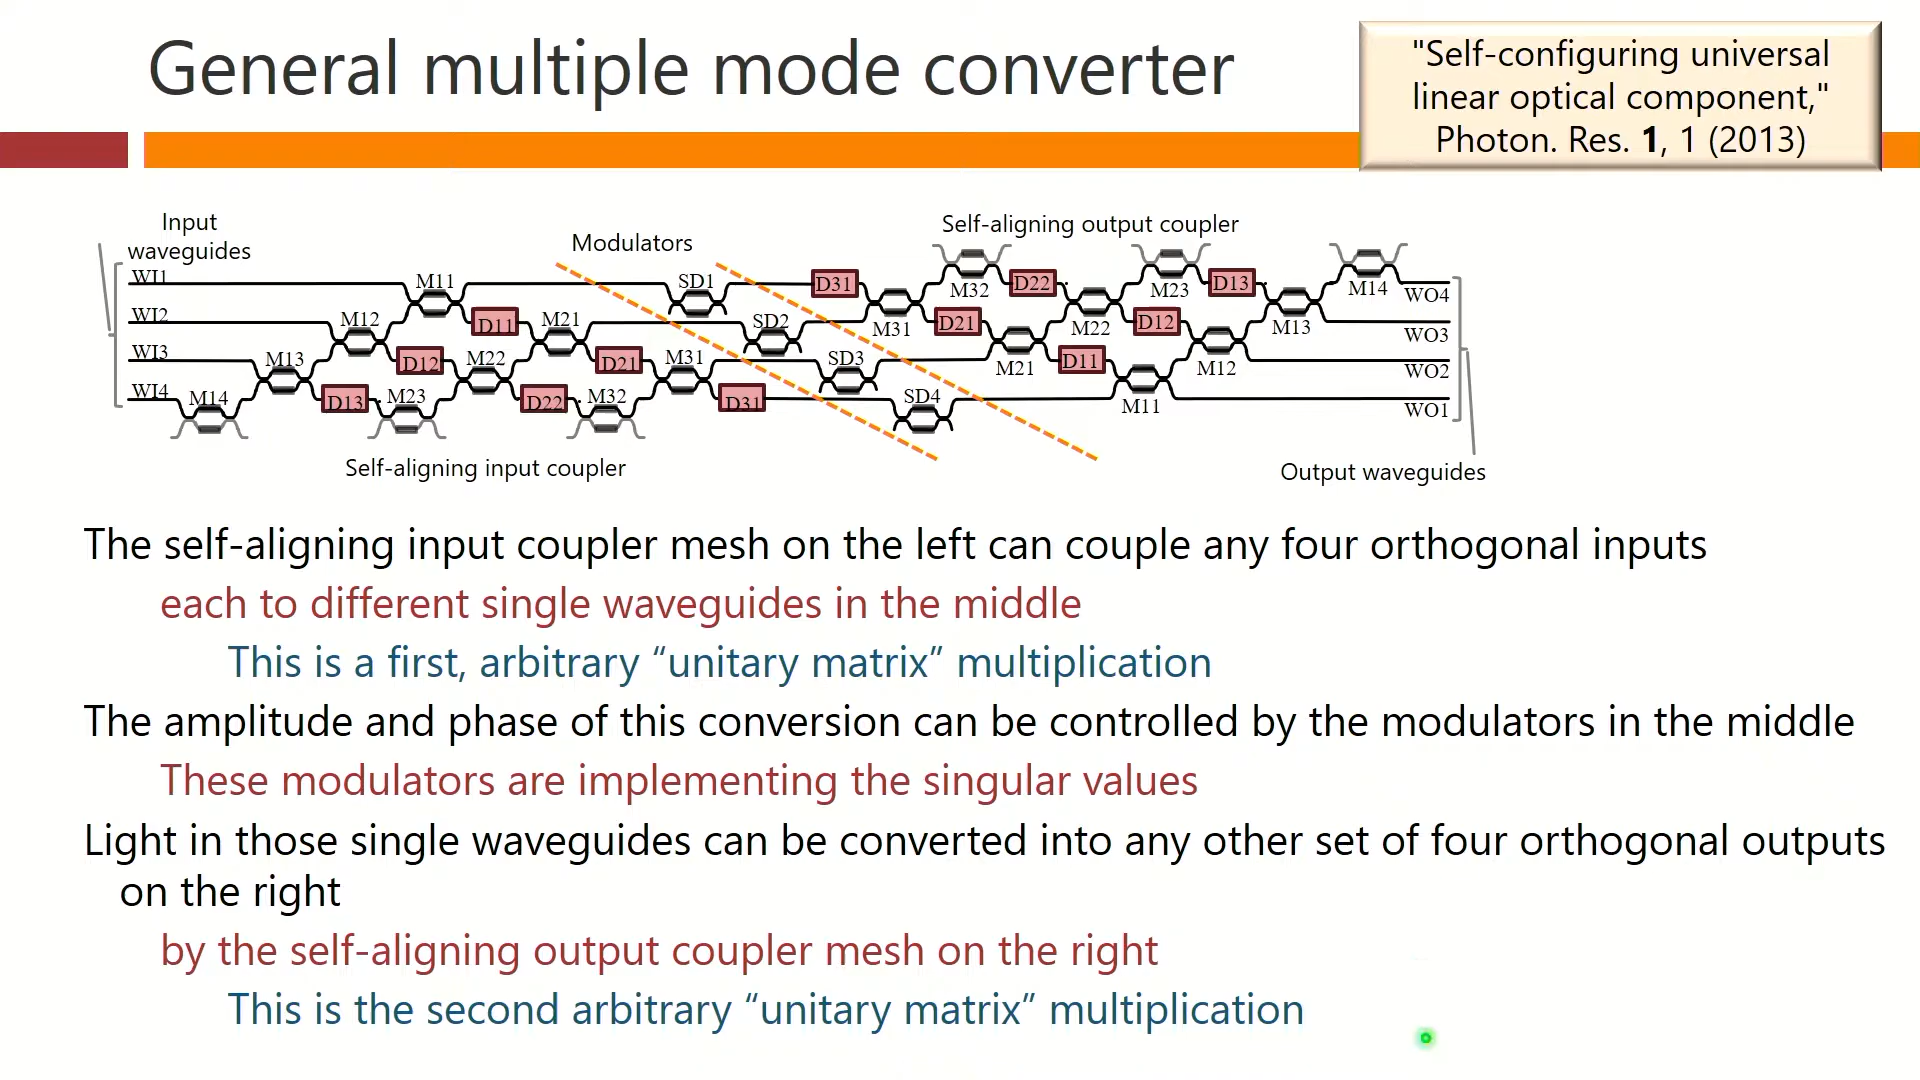 General multiple mode converter
"Self-configuring universal
linear optical component,"
Photon. Res. 1, 1 (2013)
Input
waveguides
Modulators
Self-aligning output coupler
WI1
WI2
WI3
WI4
M14
M13
M12
M11
D13
D12
D11
M23
M22
M21
D22
D21
M32
M31
D31
SD1
SD2
SD3
SD4
D31
M31
M32
D21
D22
M21
M22
D11
M23
D12
D13
M11
M12
M13
M14
WO4
WO3
WO2
WO1
Self-aligning input coupler
Output waveguides
The self-aligning input coupler mesh on the left can couple any four orthogonal inputs
each to different single waveguides in the middle
This is a first, arbitrary “unitary matrix” multiplication
The amplitude and phase of this conversion can be controlled by the modulators in the middle
These modulators are implementing the singular values
Light in those single waveguides can be converted into any other set of four orthogonal outputs
on the right
by the self-aligning output coupler mesh on the right
This is the second arbitrary “unitary matrix” multiplication